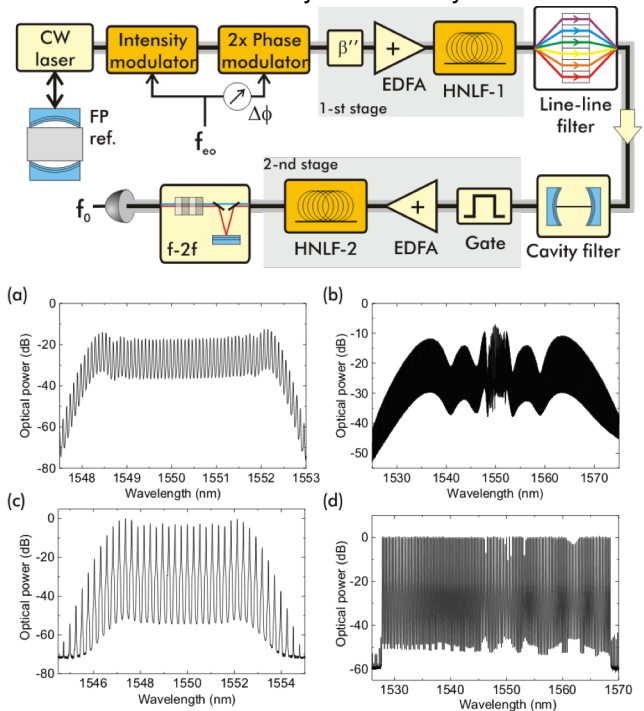 CW
laser
Intensity
modulator
2x Phase
modulator
β''
EDFA
HNLF-1
1-st stage
Line-line
filter
FP
ref.
Δϕ
f_eo
2-nd stage
f_0
f-2f
HNLF-2
EDFA
Gate
Cavity filter
(a)
Optical power (dB)
0
-20
-40
-60
-80
1548 1549 1550 1551 1552 1553
Wavelength (nm)
(b)
Optical power (dB)
0
-10
-20
-30
-40
-50
1530 1540 1550 1560 1570
Wavelength (nm)
(c)
Optical power (dB)
0
-20
-40
-60
-80
1546 1548 1550 1552 1554
Wavelength (nm)
(d)
Optical power (dB)
0
-20
-40
-60
1530 1540 1550 1560 1570
Wavelength (nm)